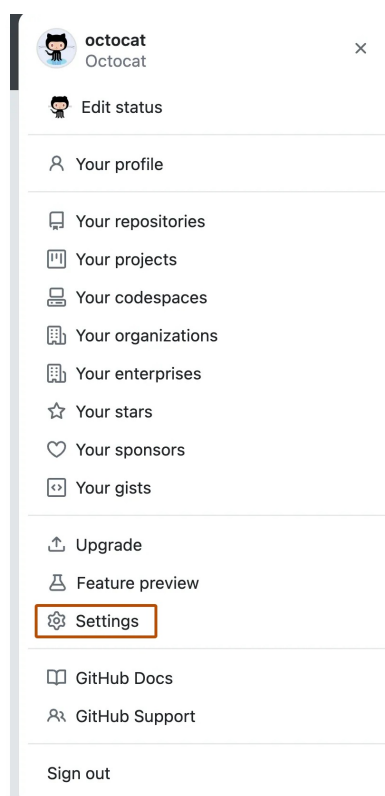 octocat
Octocat
Edit status
Your profile
Your repositories
Your projects
Your codespaces
Your organizations
Your enterprises
Your stars
Your sponsors
Your gists
Upgrade
Feature preview
Settings
GitHub Docs
GitHub Support
Sign out